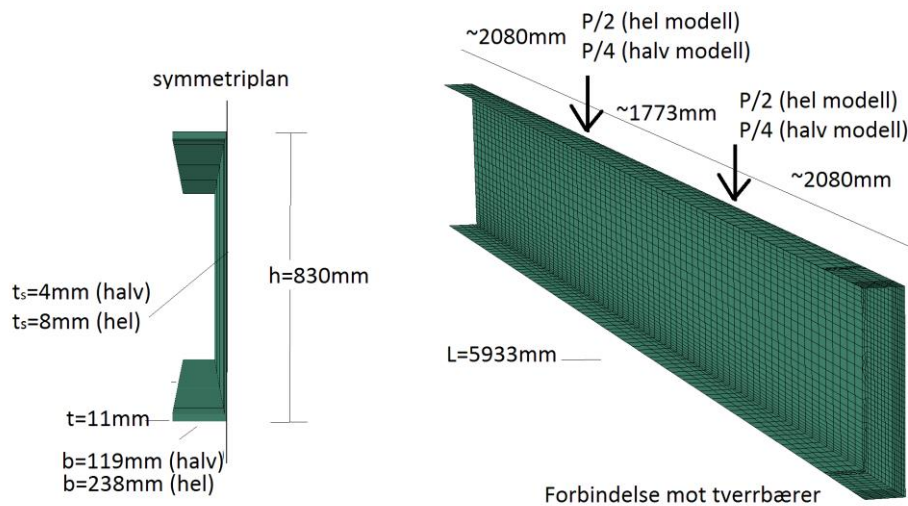 symmetriplan
h=830mm
tₛ=4mm (halv)
tₛ=8mm (hel)
t=11mm
b=119mm (halv)
b=238mm (hel)
~2080mm
P/2 (hel modell)
P/4 (halv modell)
~1773mm
P/2 (hel modell)
P/4 (halv modell)
~2080mm
L=5933mm
Forbindelse mot tverrbærer